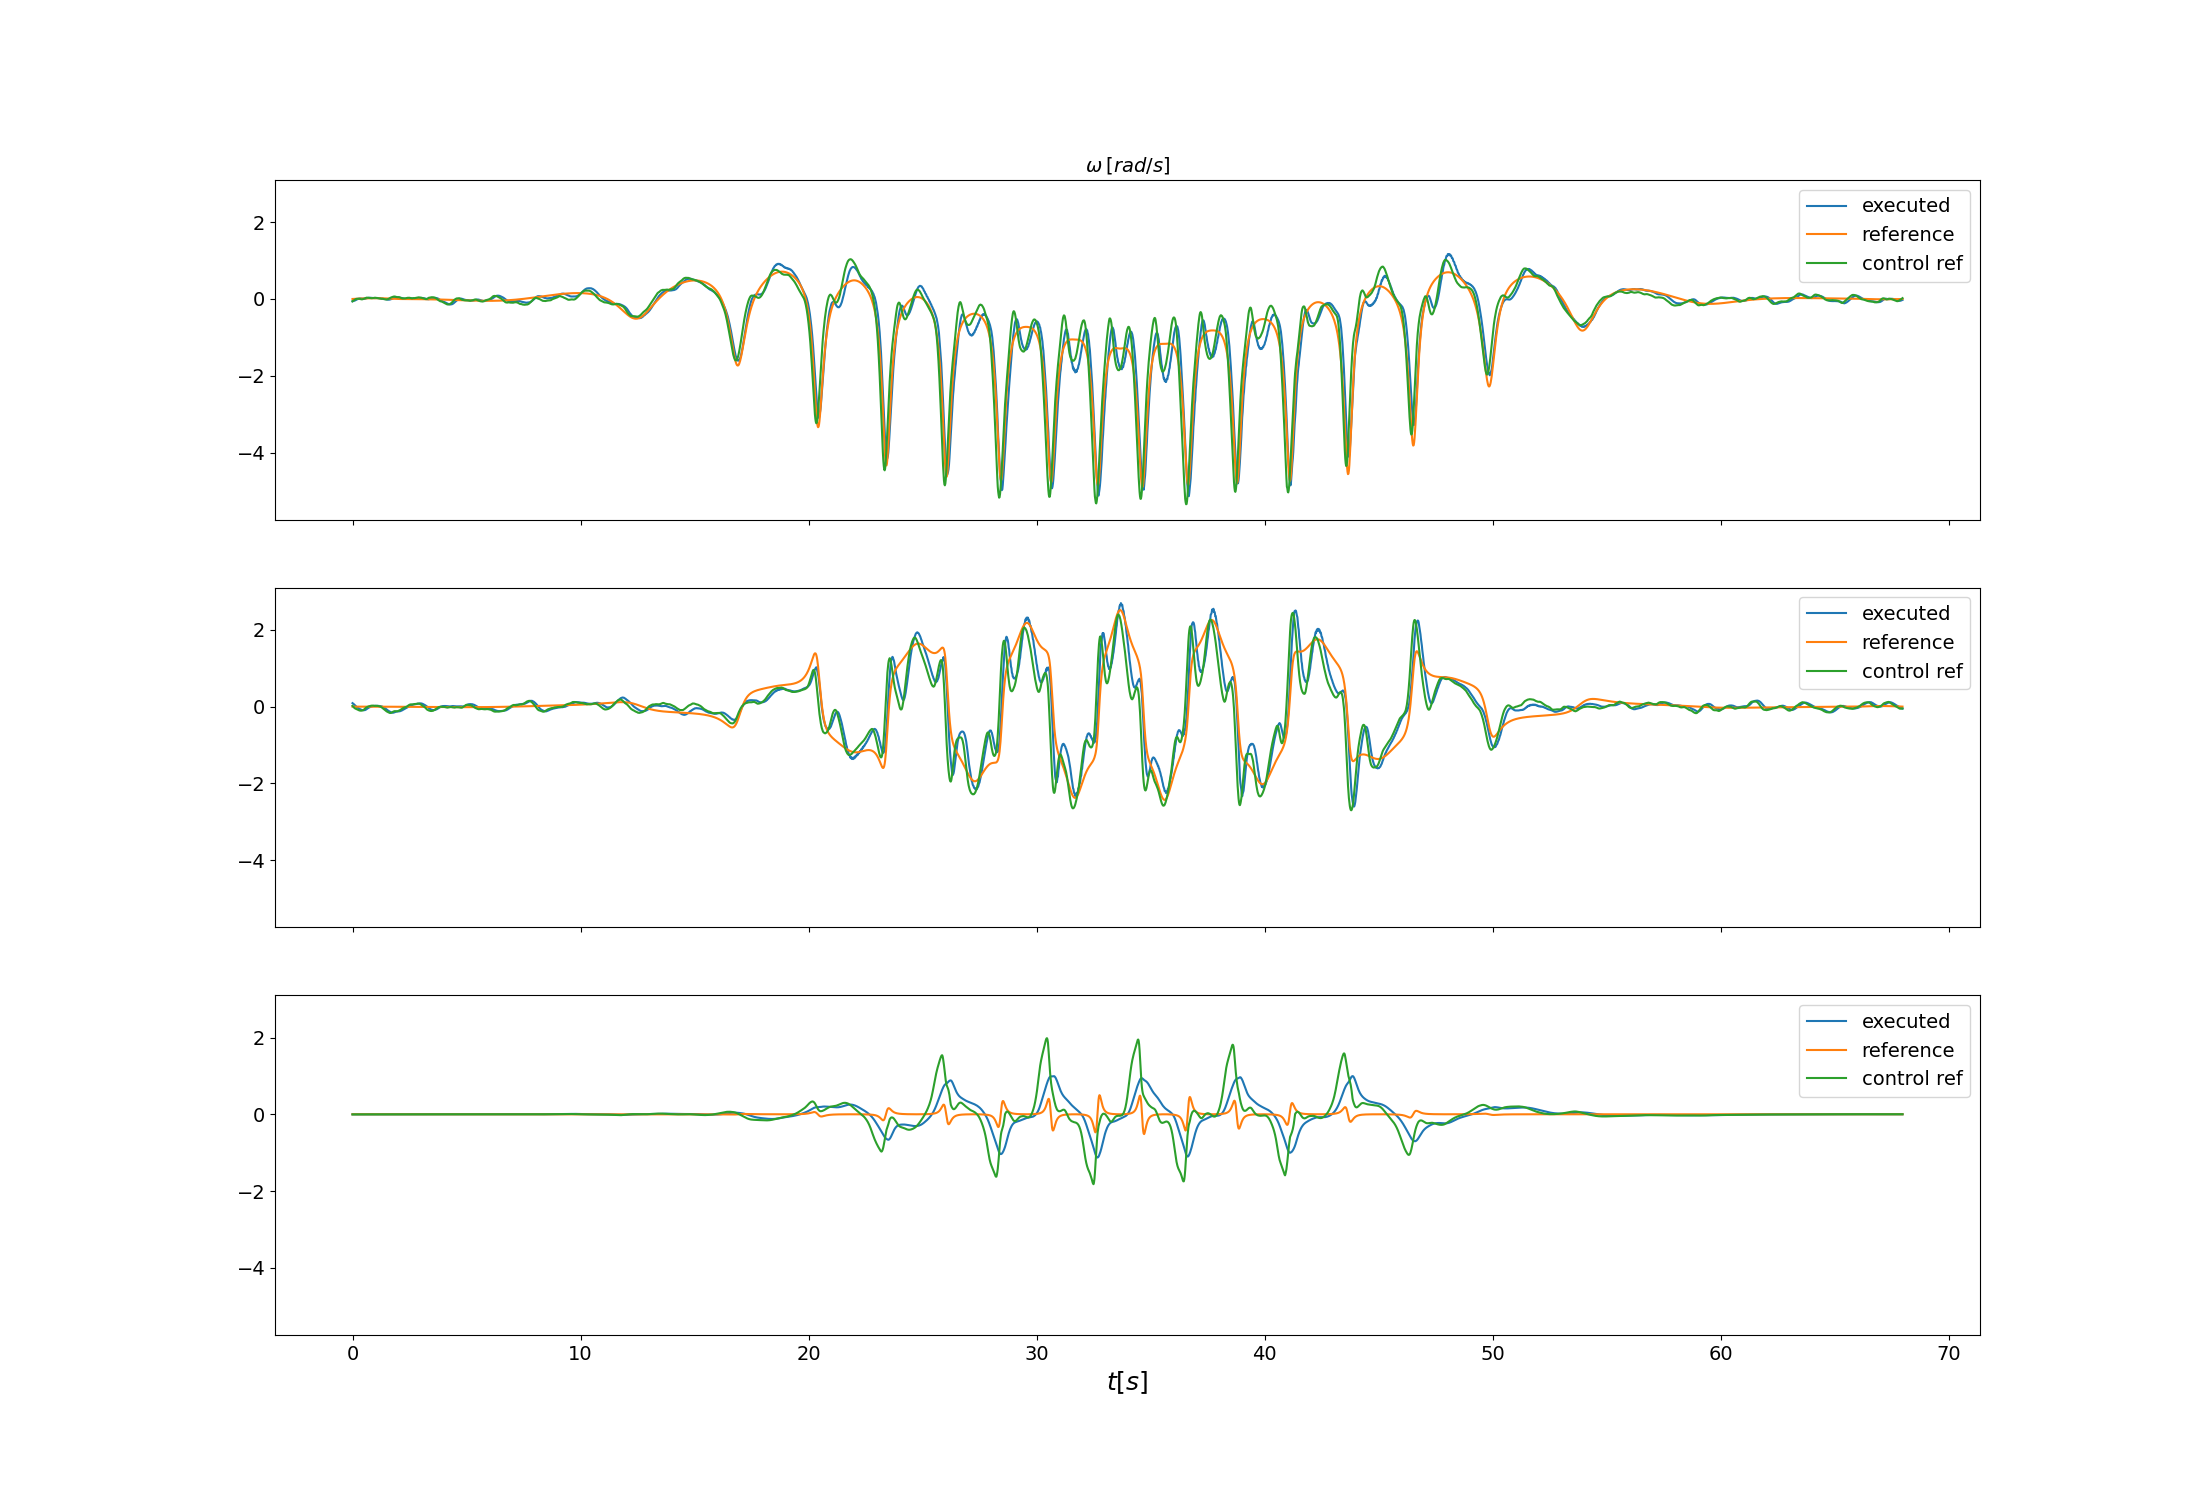 ω [rad/s]
2
0
−2
−4
executed
reference
control ref
2
0
−2
−4
executed
reference
control ref
2
0
−2
−4
executed
reference
control ref
0 10 20 30 40 50 60 70
t[s]